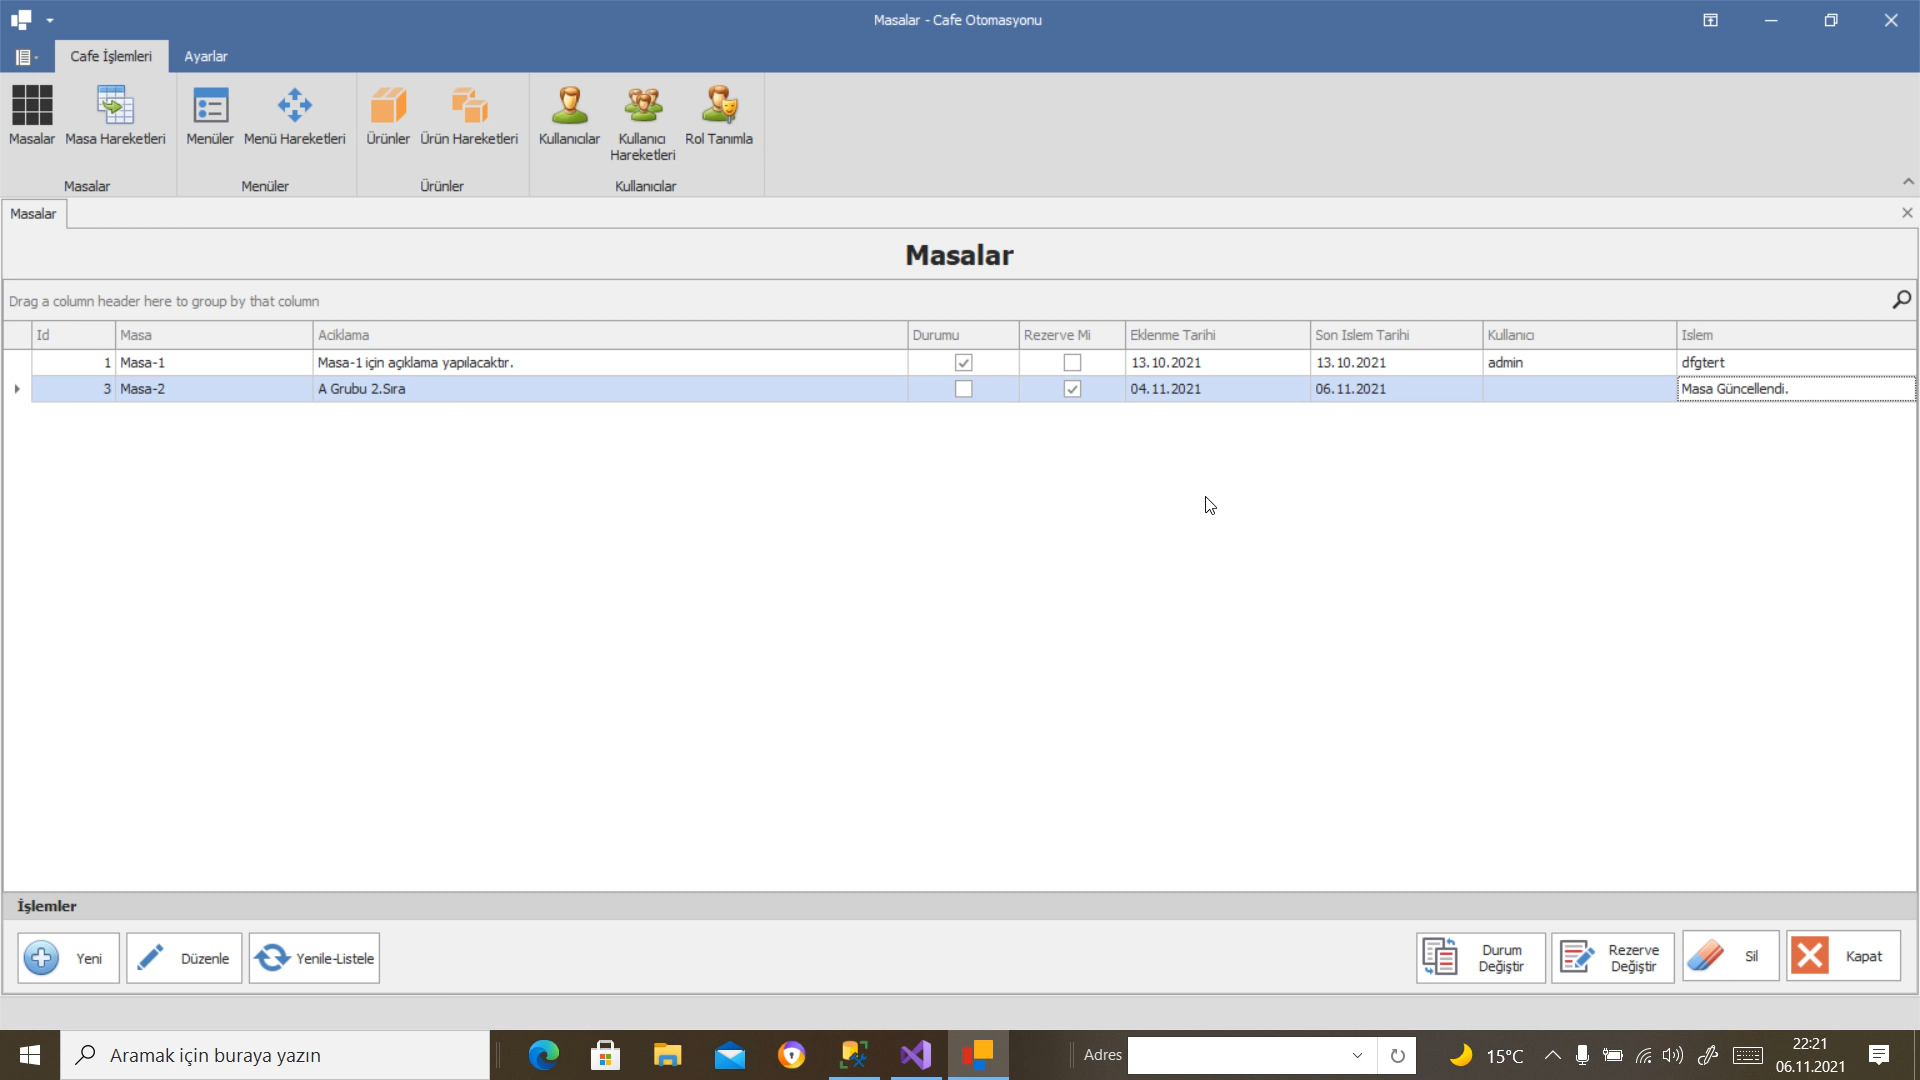 Masalar - Cafe Otomasyonu
Cafe İşlemleri
Ayarlar
Masalar
Masa Hareketleri
Menüler
Menü Hareketleri
Ürünler
Ürün Hareketleri
Kullanıcılar
Kullanıcı
Hareketleri
Rol Tanımla
Masalar
Menüler
Ürünler
Kullanıcılar
Masalar
Masalar
Drag a column header here to group by that column
Id Masa Aciklama Durumu Rezerve Mi Eklenme Tarihi Son Islem Tarihi Kullanıcı Islem
1 Masa-1 Masa-1 için açıklama yapılacaktır. 13.10.2021 13.10.2021 admin dfgtert
3 Masa-2 A Grubu 2.Sıra 04.11.2021 06.11.2021 Masa Güncellendi.
İşlemler
Yeni
Düzenle
Yenile-Listele
Durum
Değiştir
Rezerve
Değiştir
Sil
Kapat
Aramak için buraya yazın
Adres
15°C
22:21
06.11.2021